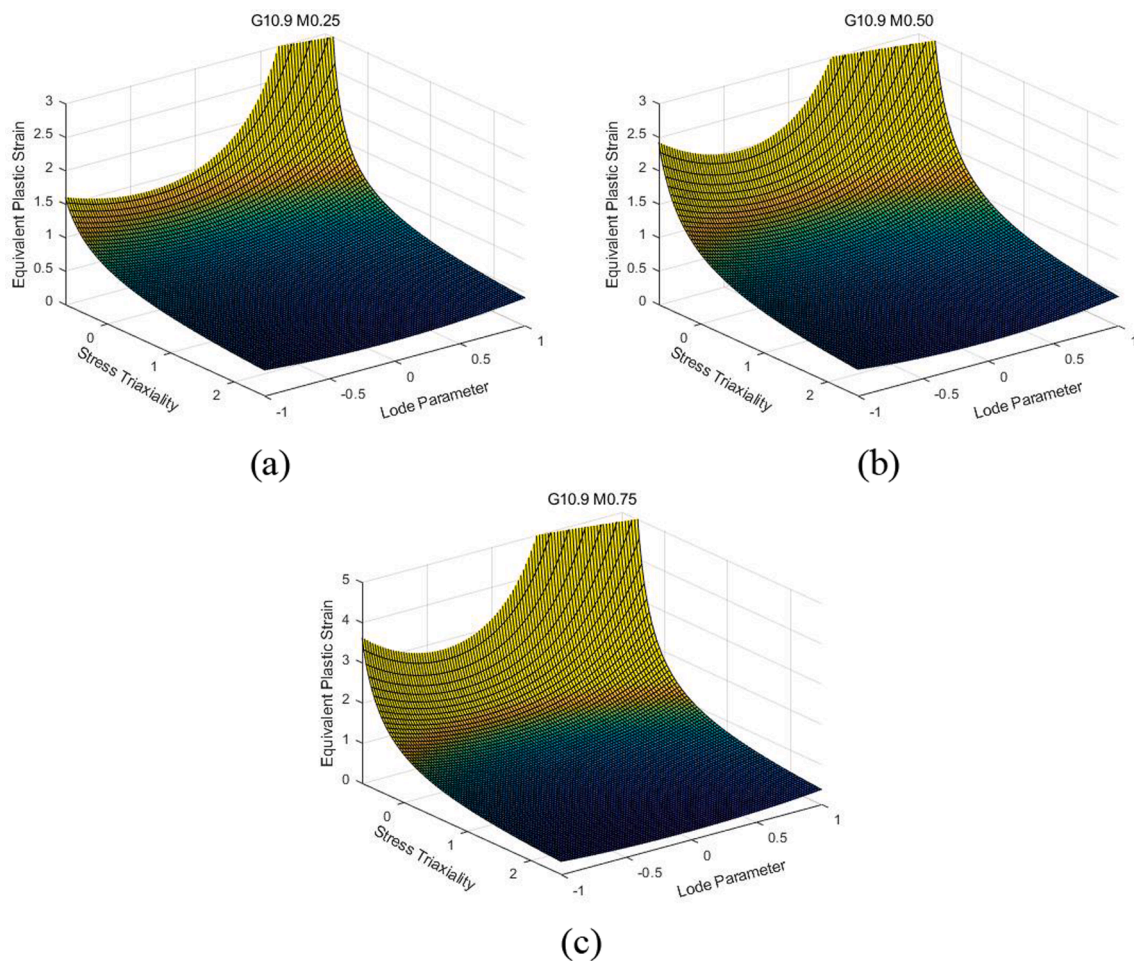 G10.9 M0.25
3
2.5
2
1.5
1
0.5
0
Equivalent Plastic Strain
0
1
2
Stress Triaxiality
-1
-0.5
0
0.5
1
Lode Parameter
(a)
G10.9 M0.50
3
2.5
2
1.5
1
0.5
0
Equivalent Plastic Strain
0
1
2
Stress Triaxiality
-1
-0.5
0
0.5
1
Lode Parameter
(b)
G10.9 M0.75
5
4
3
2
1
0
Equivalent Plastic Strain
0
1
2
Stress Triaxiality
-1
-0.5
0
0.5
1
Lode Parameter
(c)